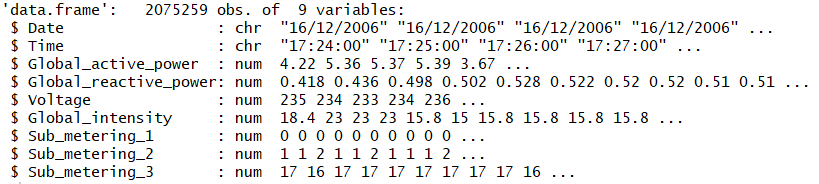 'data.frame':   2075259 obs. of  9 variables:
 $ Date                 : chr  "16/12/2006" "16/12/2006" "16/12/2006" "16/12/2006" ...
 $ Time                 : chr  "17:24:00" "17:25:00" "17:26:00" "17:27:00" ...
 $ Global_active_power  : num  4.22 5.36 5.37 5.39 3.67 ...
 $ Global_reactive_power: num  0.418 0.436 0.498 0.502 0.528 0.522 0.52 0.52 0.51 0.51 ...
 $ Voltage              : num  235 234 233 234 236 ...
 $ Global_intensity     : num  18.4 23 23 23 15.8 15 15.8 15.8 15.8 15.8 ...
 $ Sub_metering_1       : num  0 0 0 0 0 0 0 0 0 0 ...
 $ Sub_metering_2       : num  1 1 2 1 1 2 1 1 1 2 ...
 $ Sub_metering_3       : num  17 16 17 17 17 17 17 17 17 16 ...